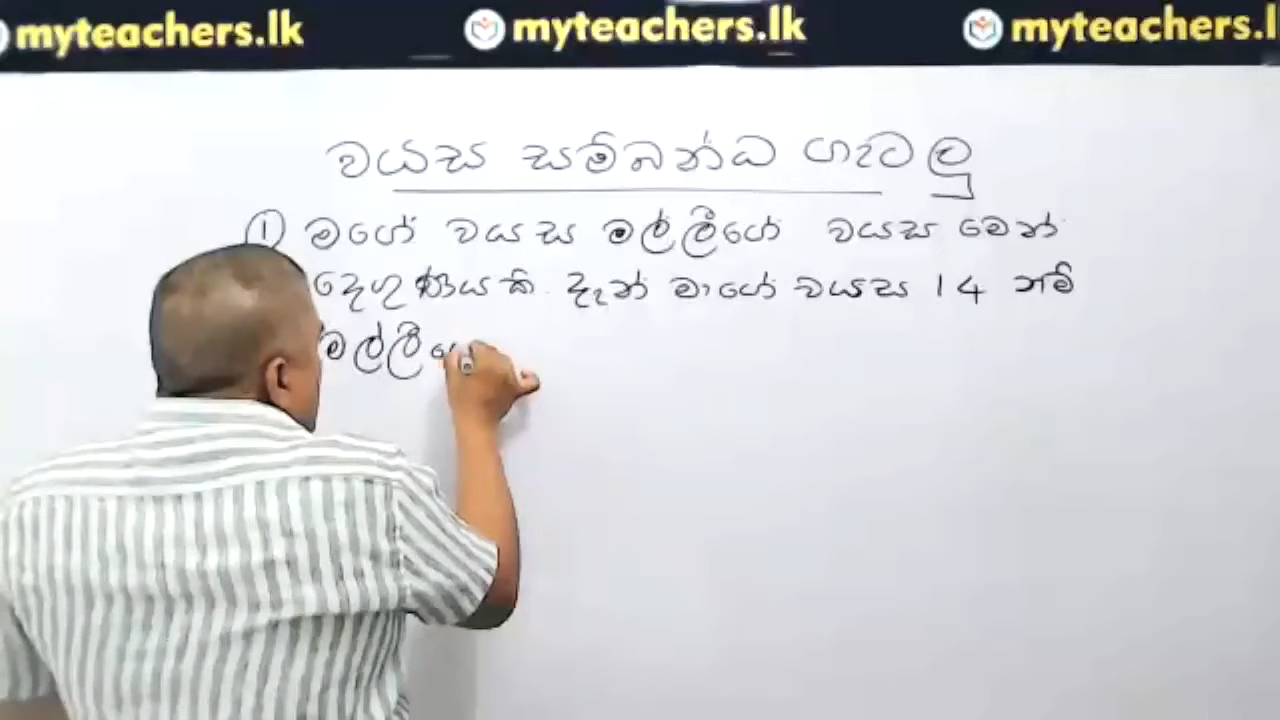 myteachers.lk myteachers.lk myteachers.l
වයස සම්බන්ධ ගැටලු
① මගේ වයස මල්ලීගේ වයස මෙන්
දෙගුණයකි. දැන් මාගේ වයස 14 නම්
මල්ලී